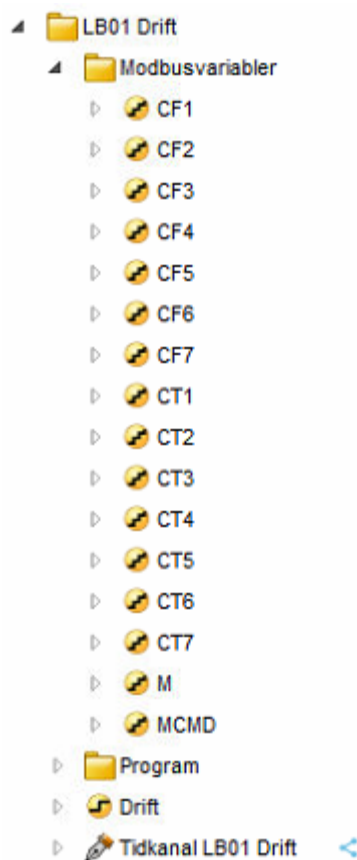 LB01 Drift
Modbusvariabler
CF1
CF2
CF3
CF4
CF5
CF6
CF7
CT1
CT2
CT3
CT4
CT5
CT6
CT7
M
MCMD
Program
Drift
Tidkanal LB01 Drift